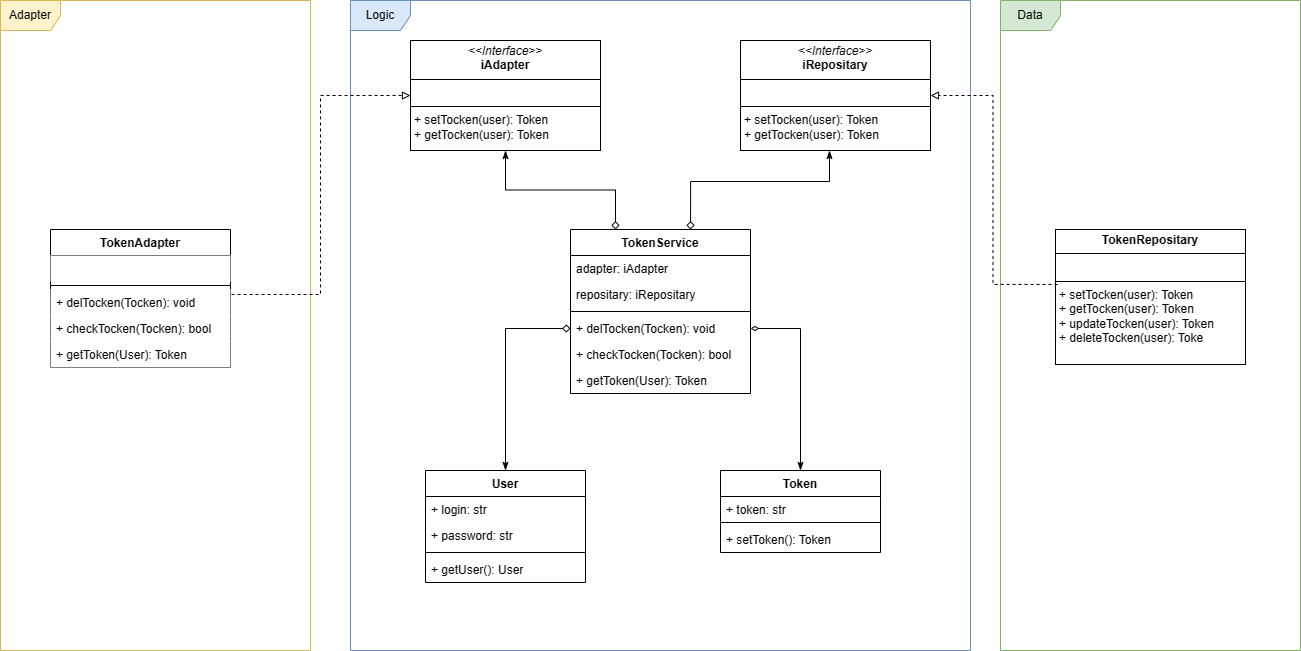 Adapter
TokenAdapter
+ delTocken(Tocken): void
+ checkTocken(Tocken): bool
+ getToken(User): Token
Logic
<<Interface>>
iAdapter
+ setTocken(user): Token
+ getTocken(user): Token
<<Interface>>
iRepositary
+ setTocken(user): Token
+ getTocken(user): Token
TokenService
adapter: iAdapter
repositary: iRepositary
+ delTocken(Tocken): void
+ checkTocken(Tocken): bool
+ getToken(User): Token
User
+ login: str
+ password: str
+ getUser(): User
Token
+ token: str
+ setToken(): Token
Data
TokenRepositary
+ setTocken(user): Token
+ getTocken(user): Token
+ updateTocken(user): Token
+ deleteTocken(user): Toke